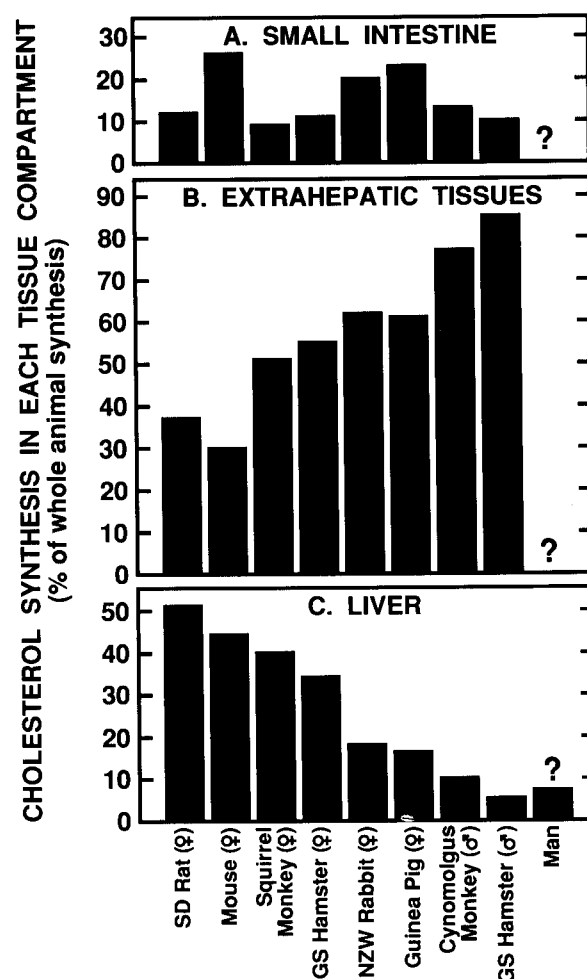 CHOLESTEROL SYNTHESIS IN EACH TISSUE COMPARTMENT
(% of whole animal synthesis)
A. SMALL INTESTINE
30
20
10
0
?
B. EXTRAHEPATIC TISSUES
90
80
70
60
50
40
30
20
10
0
?
C. LIVER
50
40
30
20
10
0
?
SD Rat (♀)
Mouse (♀)
Squirrel
Monkey (♀)
GS Hamster (♀)
NZW Rabbit (♀)
Guinea Pig (♀)
Cynomolgus
Monkey (♂)
GS Hamster (♂)
Man